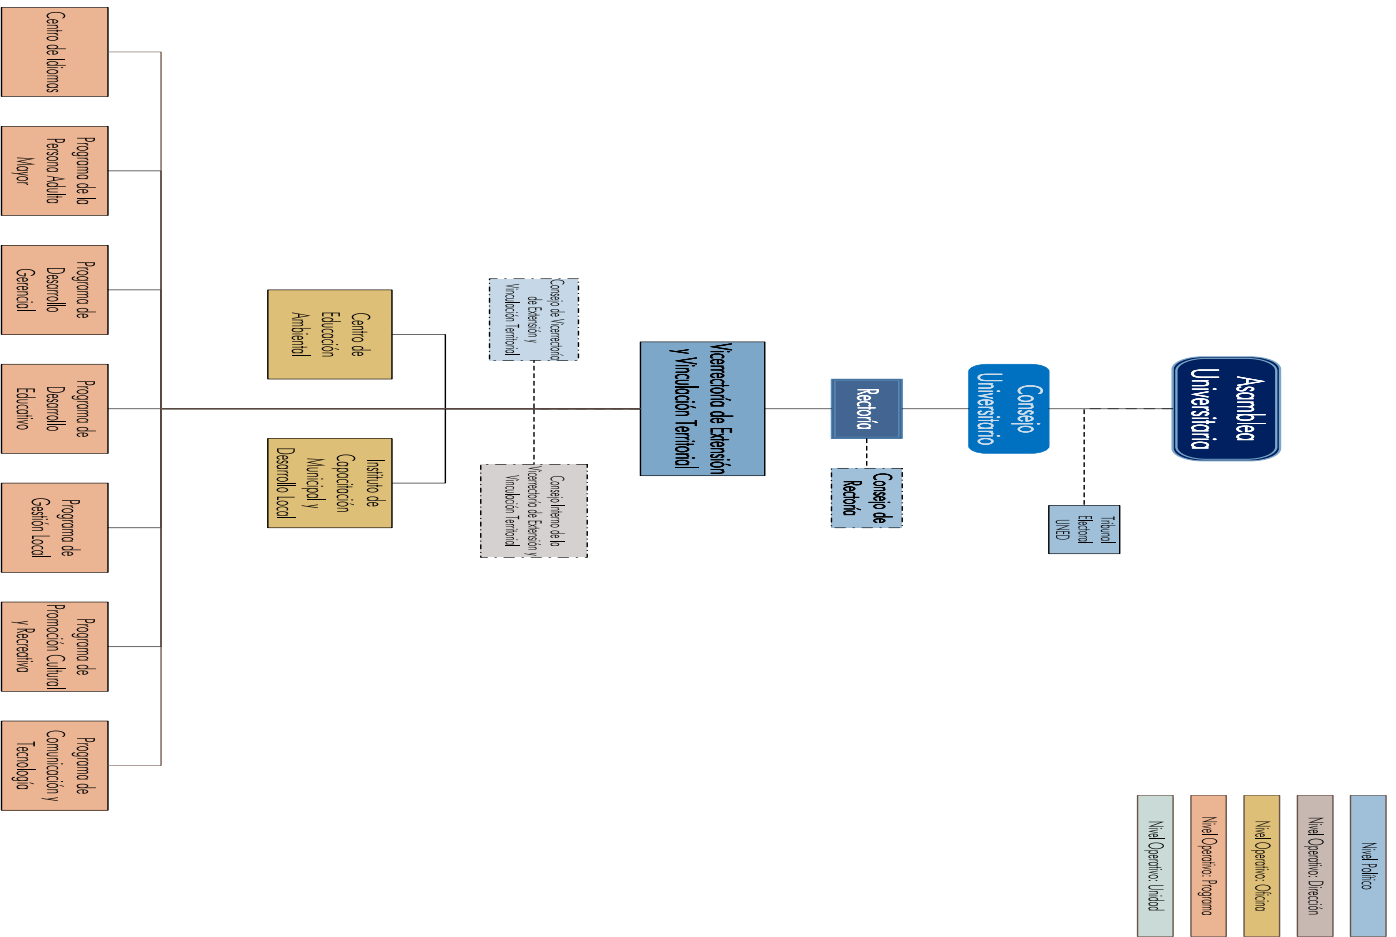 Asamblea
Universitaria
Tribunal
Electoral
UNED
Consejo
Universitario
Rectoría
Consejo de
Rectoría
Vicerrectoría de Extensión
y Vinculación Territorial
Consejo de Vicerrectoría
de Extensión y
Vinculación Territorial
Consejo Interno de la
Vicerrectoría de Extensión y
Vinculación Territorial
Centro de
Educación
Ambiental
Instituto de
Capacitación
Municipal y
Desarrollo Local
Centro de Idiomas
Programa de la
Persona Adulta
Mayor
Programa de
Desarrollo
Gerencial
Programa de
Desarrollo
Educativo
Programa de
Gestión Local
Programa de
Promoción Cultural
y Recreativa
Programa de
Comunicación y
Tecnología
Nivel Político
Nivel Operativo: Dirección
Nivel Operativo: Oficina
Nivel Operativo: Programa
Nivel Operativo: Unidad